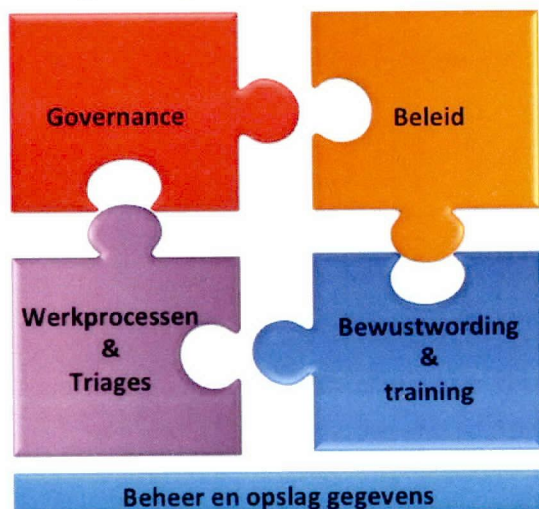 Governance
Beleid
Werkprocessen
&
Triages
Bewustwording
&
training
Beheer en opslag gegevens